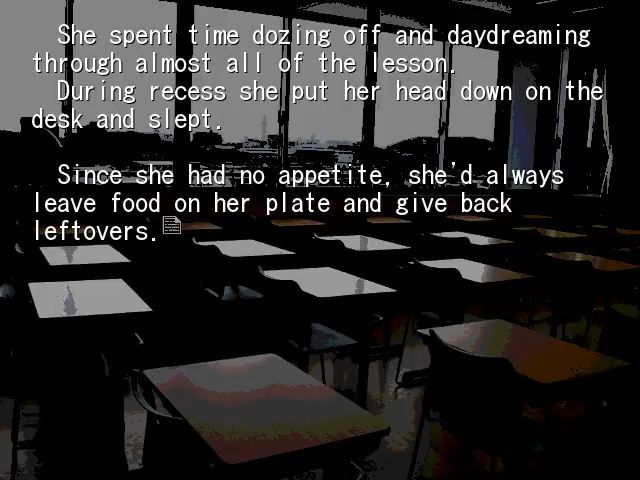 She spent time dozing off and daydreaming
through almost all of the lesson.
During recess she put her head down on the
desk and slept.
Since she had no appetite, she'd always
leave food on her plate and give back
leftovers.